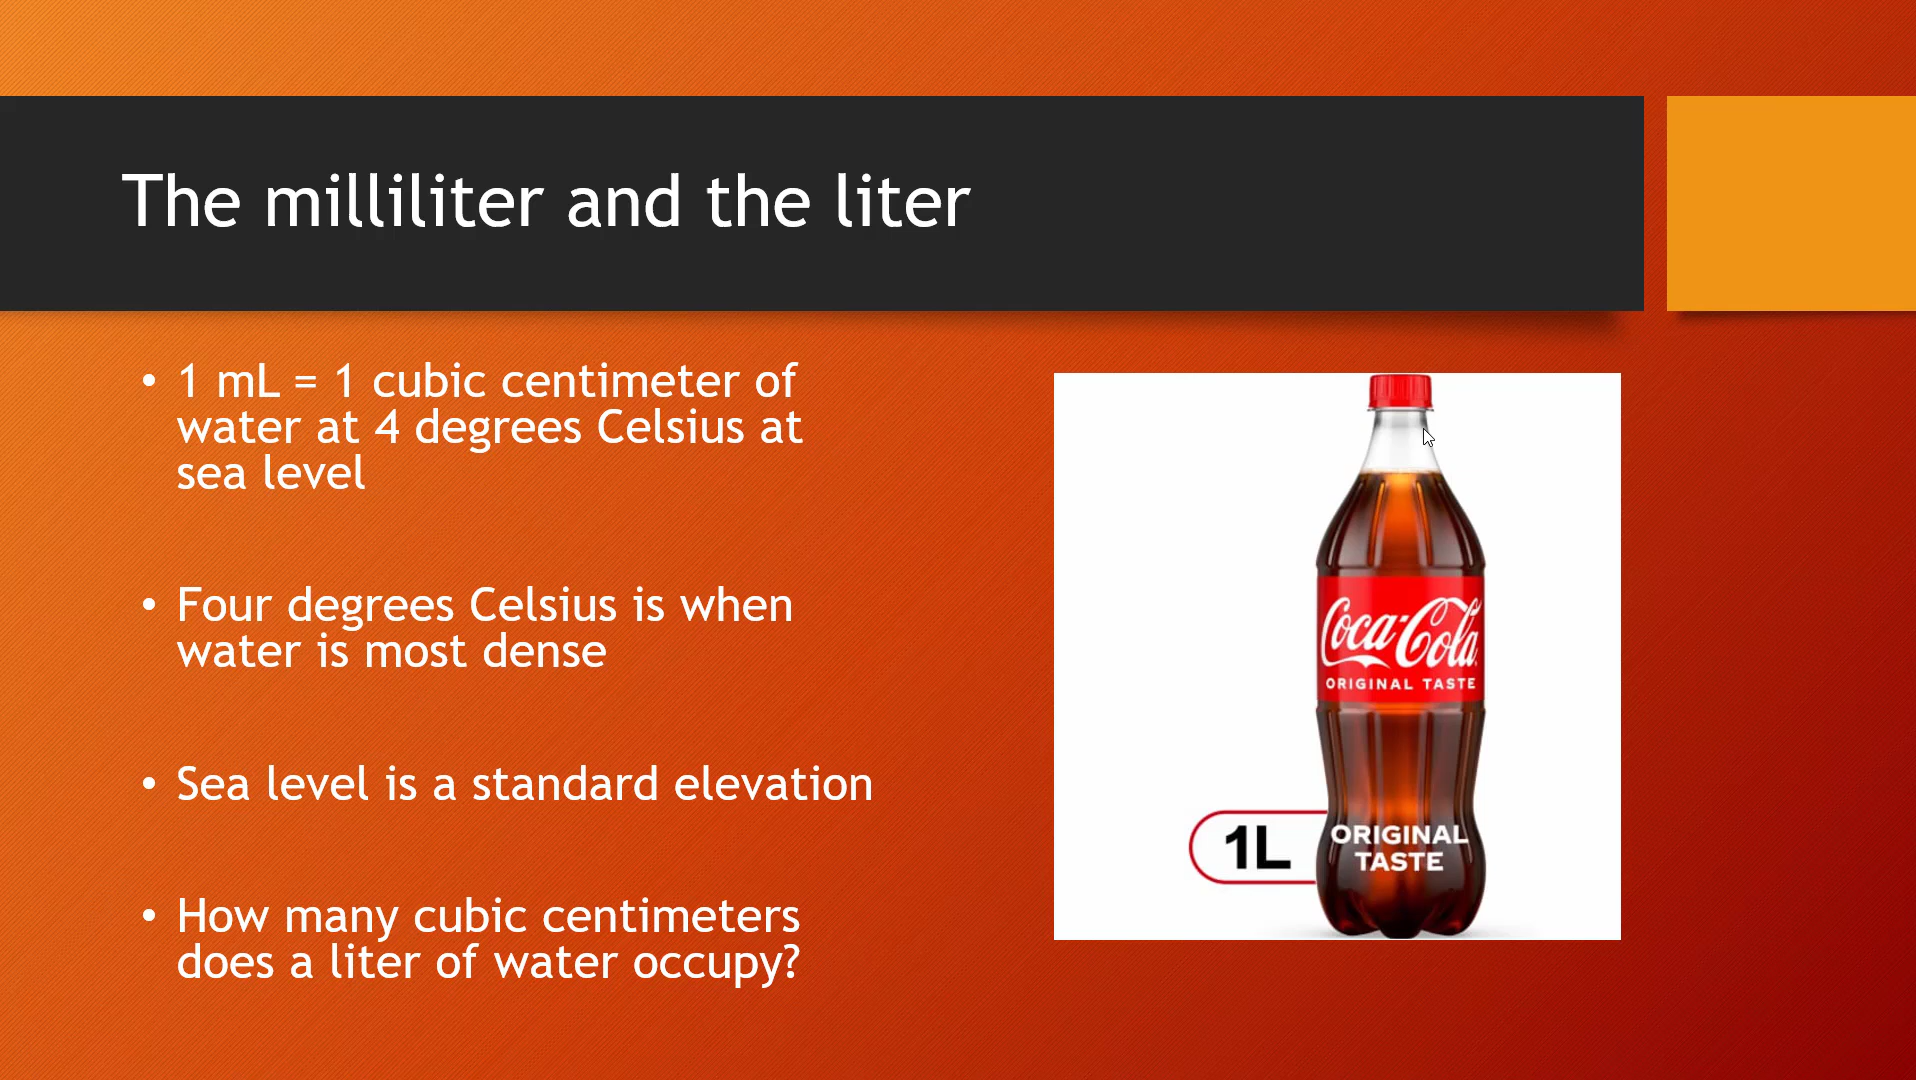 The milliliter and the liter
• 1 mL = 1 cubic centimeter of
water at 4 degrees Celsius at
sea level
• Four degrees Celsius is when
water is most dense
• Sea level is a standard elevation
• How many cubic centimeters
does a liter of water occupy?
Coca-Cola
ORIGINAL TASTE
1L
ORIGINAL
TASTE